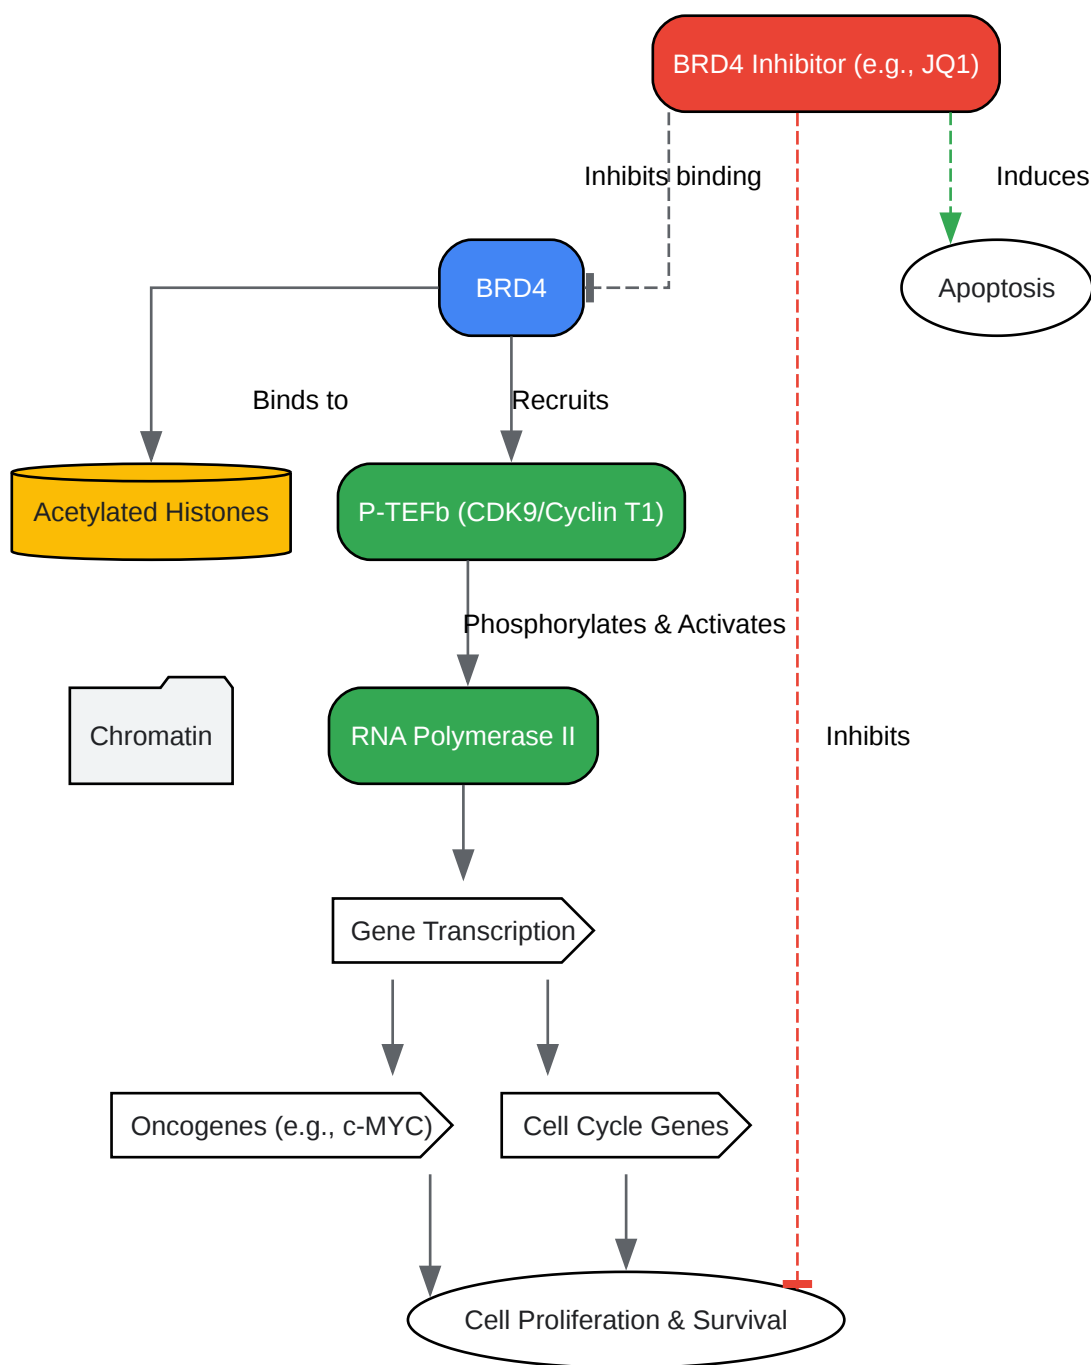 BRD4 Inhibitor (e.g., JQ1)
Inhibits binding
Induces
BRD4
Apoptosis
Binds to
Recruits
Acetylated Histones
P-TEFb (CDK9/Cyclin T1)
Phosphorylates & Activates
Chromatin
RNA Polymerase II
Inhibits
Gene Transcription
Oncogenes (e.g., c-MYC)
Cell Cycle Genes
Cell Proliferation & Survival